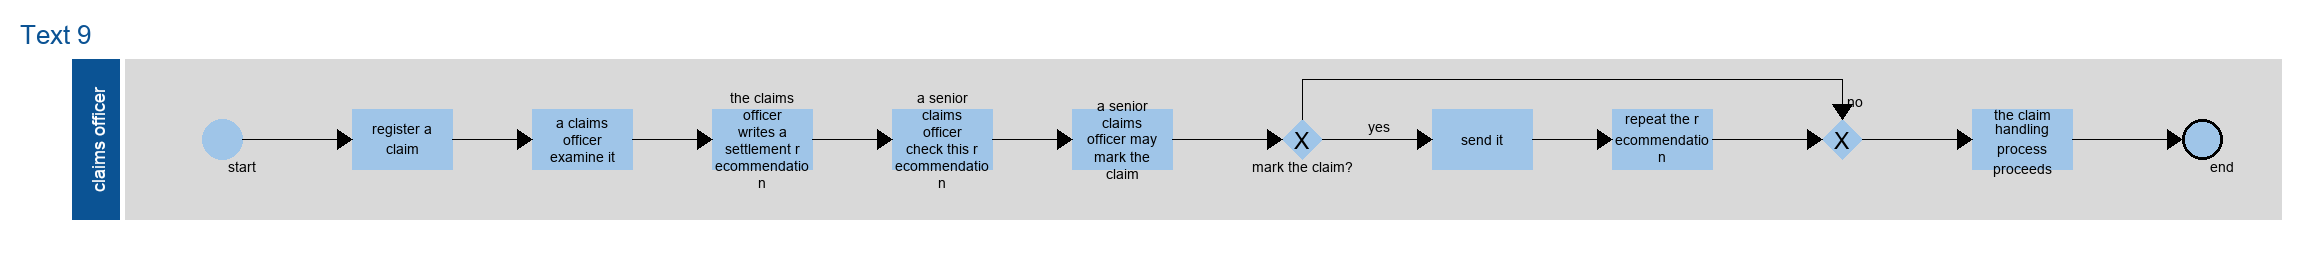 Text 9
claims officer
start
register a
claim
a claims
officer
examine it
the claims
officer
writes a
settlement r
ecommendatio
n
a senior
claims
officer
check this r
ecommendatio
n
a senior
claims
officer may
mark the
claim
X
mark the claim?
yes
send it
repeat the r
ecommendatio
n
no
X
the claim
handling
process
proceeds
end